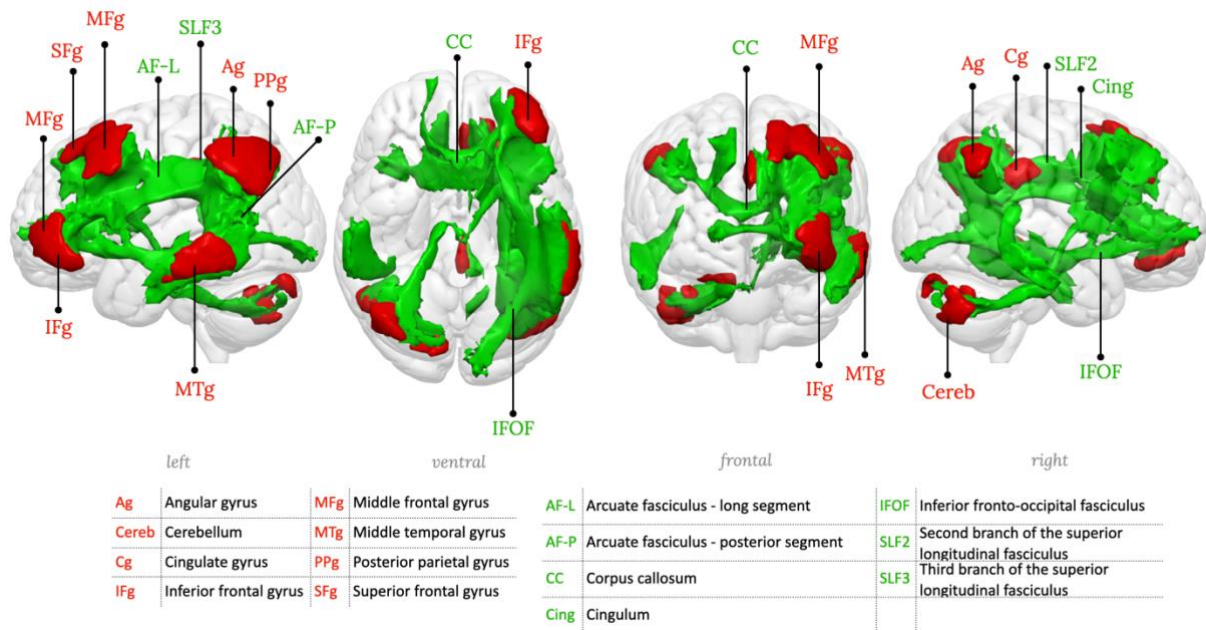 MFg
SLF3
SFg
AF-L
Ag
PPg
MFg
AF-P
IFg
MTg
CC
IFg
IFOF
CC
MFg
IFg
MTg
Ag
Cg
SLF2
Cing
Cereb
IFOF
left
ventral
frontal
right
Ag Angular gyrus
Cereb Cerebellum
Cg Cingulate gyrus
IFg Inferior frontal gyrus
MFg Middle frontal gyrus
MTg Middle temporal gyrus
PPg Posterior parietal gyrus
SFg Superior frontal gyrus
AF-L Arcuate fasciculus - long segment
AF-P Arcuate fasciculus - posterior segment
CC Corpus callosum
Cing Cingulum
IFOF Inferior fronto-occipital fasciculus
SLF2 Second branch of the superior
longitudinal fasciculus
SLF3 Third branch of the superior
longitudinal fasciculus